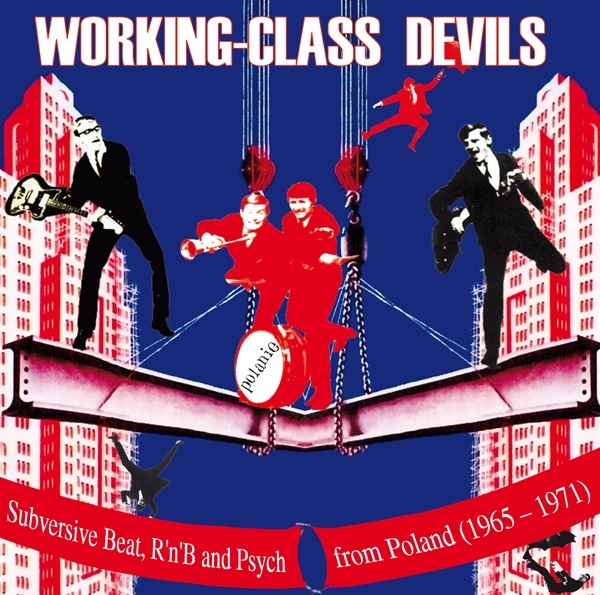 WORKING-CLASS DEVILS
polanie
Subversive Beat, R'n'B and Psych
from Poland (1965 – 1971)